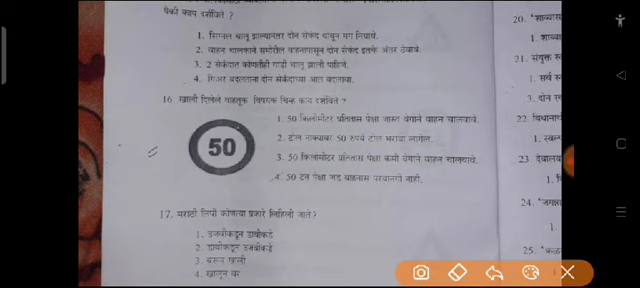 पैकी काय दर्शविते ?
1. सिग्नल चालू झाल्यानंतर दोन सेकंद थांबून मग निघावे.
2. वाहन चालकाने समोरील वाहनापासून दोन सेकंद इतके अंतर ठेवावे.
3. 2 सेकंदात कोणतीही गाडी चालू झाली पाहिजे.
4. गिअर बदलताना दोन सेकंदाच्या आत बदलावा.
16. खाली दिलेले वाहतूक विषयक चिन्ह काय दर्शविते ?
50
1. 50 किलोमीटर प्रतितास पेक्षा जास्त वेगाने वाहन चालवावे.
2. टोल नाक्यावर 50 रुपये टोल भरावा लागेल.
3. 50 किलोमीटर प्रतितास पेक्षा कमी वेगाने वाहन चालवावे.
4. 50 टन पेक्षा जड वाहनास परवानगी नाही.
17. मराठी लिपी कोणत्या प्रकारे लिहिली जाते ?
1. उजवीकडून डावीकडे
2. डावीकडून उजवीकडे
3. वरून खाली
4. खालून वर
20.
1. शाब्दा
21. संयुक्त
1.
3. दोन
22. विधानार्थ
1.
23
1.
24.
1.
25.